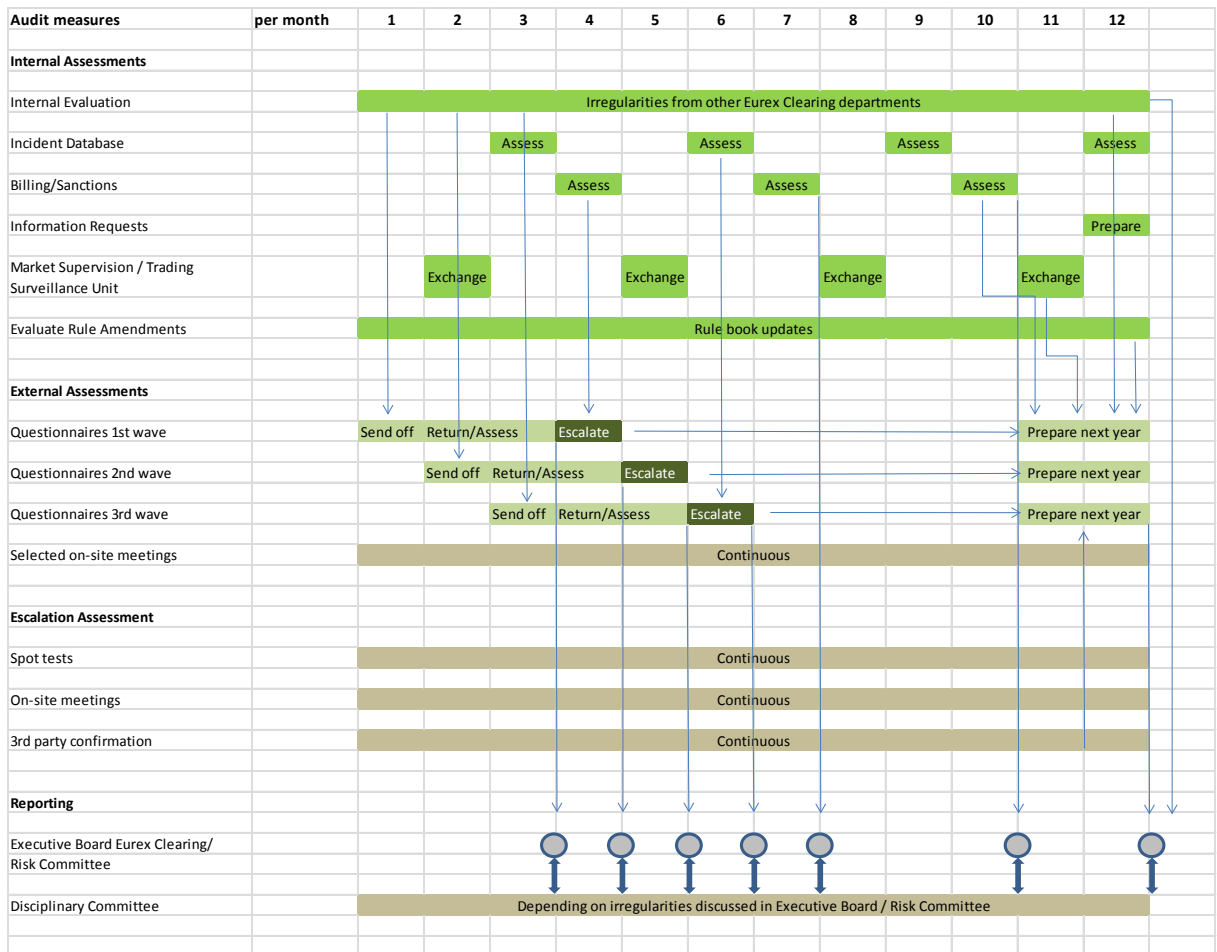 Audit measures per month 1 2 3 4 5 6 7 8 9 10 11 12
Internal Assessments
Internal Evaluation Irregularities from other Eurex Clearing departments
Incident Database Assess Assess Assess Assess
Billing/Sanctions Assess Assess Assess
Information Requests Prepare
Market Supervision / Trading
Surveillance Unit Exchange Exchange Exchange Exchange
Evaluate Rule Amendments Rule book updates
External Assessments
Questionnaires 1st wave Send off Return/Assess Escalate Prepare next year
Questionnaires 2nd wave Send off Return/Assess Escalate Prepare next year
Questionnaires 3rd wave Send off Return/Assess Escalate Prepare next year
Selected on-site meetings Continuous
Escalation Assessment
Spot tests Continuous
On-site meetings Continuous
3rd party confirmation Continuous
Reporting
Executive Board Eurex Clearing/
Risk Committee
Disciplinary Committee Depending on irregularities discussed in Executive Board / Risk Committee